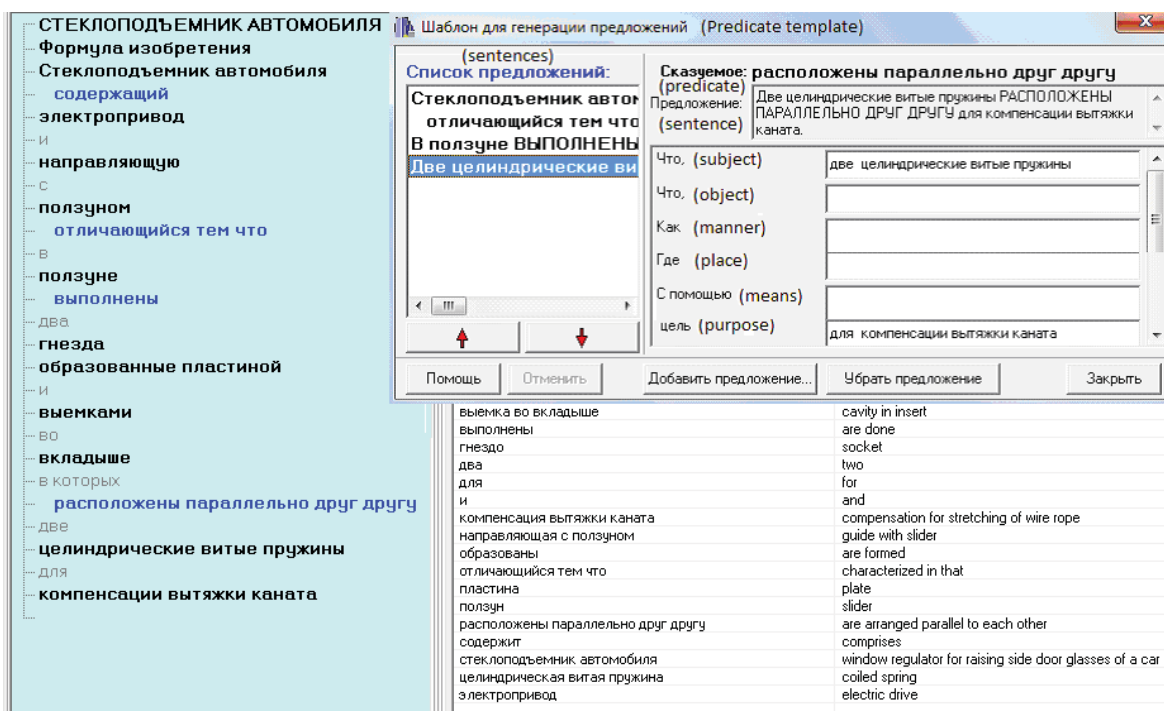 СТЕКЛОПОДЪЕМНИК АВТОМОБИЛЯ
Формула изобретения
Стеклоподъемник автомобиля
содержащий
электропривод
и
направляющую
с
ползуном
отличающийся тем что
в
ползуне
выполнены
два
гнезда
образованные пластиной
и
выемками
во
вкладыше
в которых
расположены параллельно друг другу
две
целиндрические витые пружины
для
компенсации вытяжки каната
Шаблон для генерации предложений (Predicate template)
(sentences)
Список предложений:
Стеклоподъемник автом
отличающийся тем что
В ползуне ВЫПОЛНЕНЫ
Две целиндрические ви
Сказуемое: расположены параллельно друг другу
(predicate)
Предложение:
(sentence)
Две целиндрические витые пружины РАСПОЛОЖЕНЫ
ПАРАЛЛЕЛЬНО ДРУГ ДРУГУ для компенсации вытяжки
каната.
Что, (subject) две целиндрические витые пружины
Что, (object)
Как (manner)
Где (place)
С помощью (means)
цель (purpose) для компенсации вытяжки каната
Помощь Отменить Добавить предложение... Убрать предложение Закрыть
выемка во вкладыше cavity in insert
выполнены are done
гнездо socket
два two
для for
и and
компенсация вытяжки каната compensation for stretching of wire rope
направляющая с ползуном guide with slider
образованы are formed
отличающийся тем что characterized in that
пластина plate
ползун slider
расположены параллельно друг другу are arranged parallel to each other
содержит comprises
стеклоподъемник автомобиля window regulator for raising side door glasses of a car
целиндрическая витая пружина coiled spring
электропривод electric drive